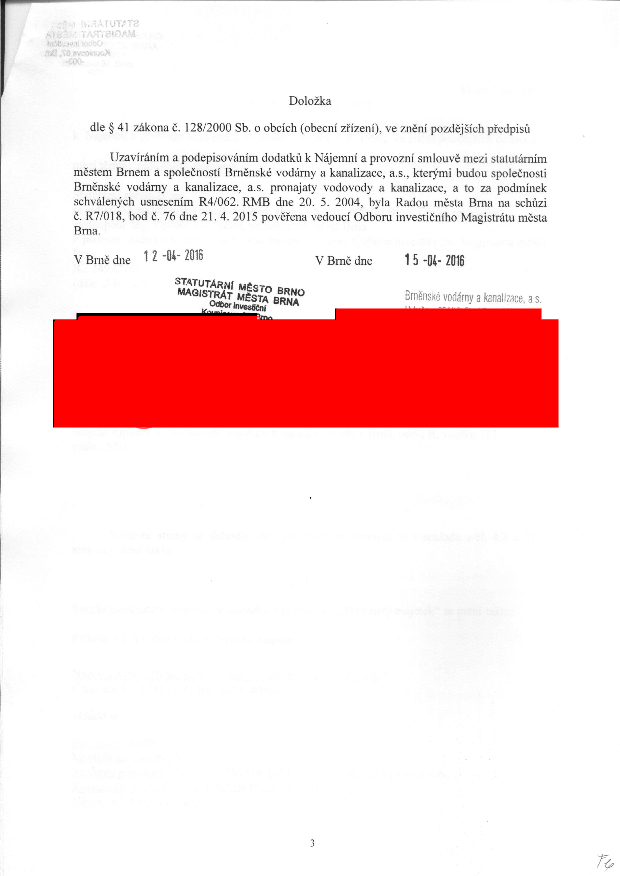 Doložka
dle § 41 zákona č. 128/2000 Sb. o obcích (obecní zřízení), ve znění pozdějších předpisů
Uzavíráním a podepisováním dodatků k Nájemní a provozní smlouvě mezi statutárním
městem Brnem a společností Brněnské vodárny a kanalizace, a.s., kterými budou společnosti
Brněnské vodárny a kanalizace, a.s. pronajaty vodovody a kanalizace, a to za podmínek
schválených usnesením R4/062. RMB dne 20. 5. 2004, byla Radou města Brna na schůzi
č. R7/018, bod č. 76 dne 21. 4. 2015 pověřena vedoucí Odboru investičního Magistrátu města
Brna.
V Brně dne 12 -04- 2016 V Brně dne 15 -04- 2016
STATUTÁRNÍ MĚSTO BRNO
MAGISTRÁT MĚSTA BRNA
Odbor investiční
Brněnské vodárny a kanalizace, a s.
3